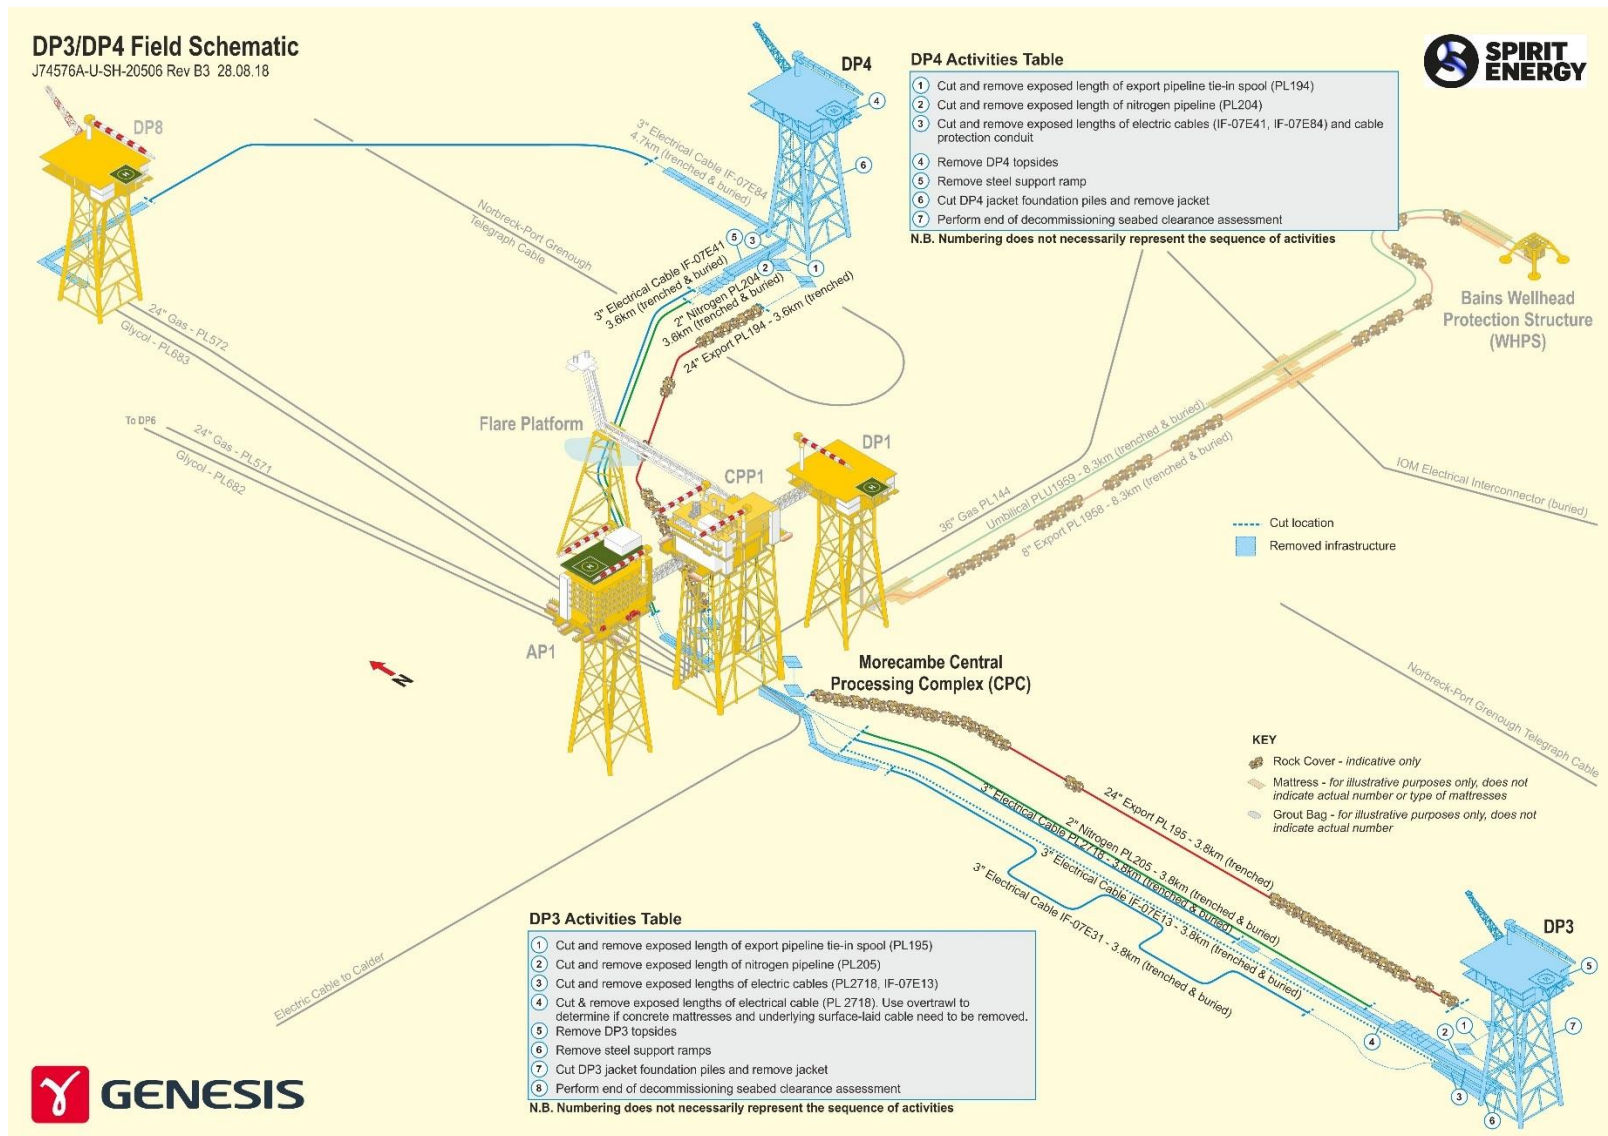 DP3/DP4 Field Schematic
J74576A-U-SH-20506 Rev B3 28.08.18
SPIRIT
ENERGY
DP4
DP4 Activities Table
1 Cut and remove exposed length of export pipeline tie-in spool (PL194)
2 Cut and remove exposed length of nitrogen pipeline (PL204)
3 Cut and remove exposed lengths of electric cables (IF-07E41, IF-07E84) and cable
protection conduit
4 Remove DP4 topsides
5 Remove steel support ramp
6 Cut DP4 jacket foundation piles and remove jacket
7 Perform end of decommissioning seabed clearance assessment
N.B. Numbering does not necessarily represent the sequence of activities
4
6
5
3
2
1
DP8
H
3" Electrical Cable IF-07E84
4.7km (trenched & buried)
Norbreck-Port Grenough
Telegraph Cable
3" Electrical Cable IF-07E41
3.6km (trenched & buried)
2" Nitrogen PL204
3.6km (trenched & buried)
24" Export PL194 - 3.6km (trenched)
Bains Wellhead
Protection Structure
(WHPS)
24" Gas - PL572
Glycol - PL683
To DP6
24" Gas - PL571
Glycol - PL682
Flare Platform
CPP1
DP1
AP1
36" Gas PL144
Umbilical PLU1959 - 8.3km (trenched & buried)
8" Export PL1958 - 8.3km (trenched & buried)
IOM Electrical Interconnector (buried)
Cut location
Removed infrastructure
N
Morecambe Central
Processing Complex (CPC)
Norbreck-Port Grenough Telegraph Cable
KEY
Rock Cover - indicative only
Mattress - for illustrative purposes only, does not
indicate actual number or type of mattresses
Grout Bag - for illustrative purposes only, does not
indicate actual number
24" Export PL195 - 3.8km (trenched)
2" Nitrogen PL205 - 3.8km (trenched & buried)
3" Electrical Cable PL2718 - 3.8km (trenched & buried)
3" Electrical Cable IF-07E13 - 3.8km (trenched & buried)
3" Electrical Cable IF-07E31 - 3.8km (trenched & buried)
Electric Cable to Calder
DP3
5
7
1
2
4
3
6
DP3 Activities Table
1 Cut and remove exposed length of export pipeline tie-in spool (PL195)
2 Cut and remove exposed length of nitrogen pipeline (PL205)
3 Cut and remove exposed lengths of electric cables (PL2718, IF-07E13)
4 Cut & remove exposed lengths of electrical cable (PL 2718). Use overtrawl to
determine if concrete mattresses and underlying surface-laid cable need to be removed.
5 Remove DP3 topsides
6 Remove steel support ramps
7 Cut DP3 jacket foundation piles and remove jacket
8 Perform end of decommissioning seabed clearance assessment
N.B. Numbering does not necessarily represent the sequence of activities
GENESIS